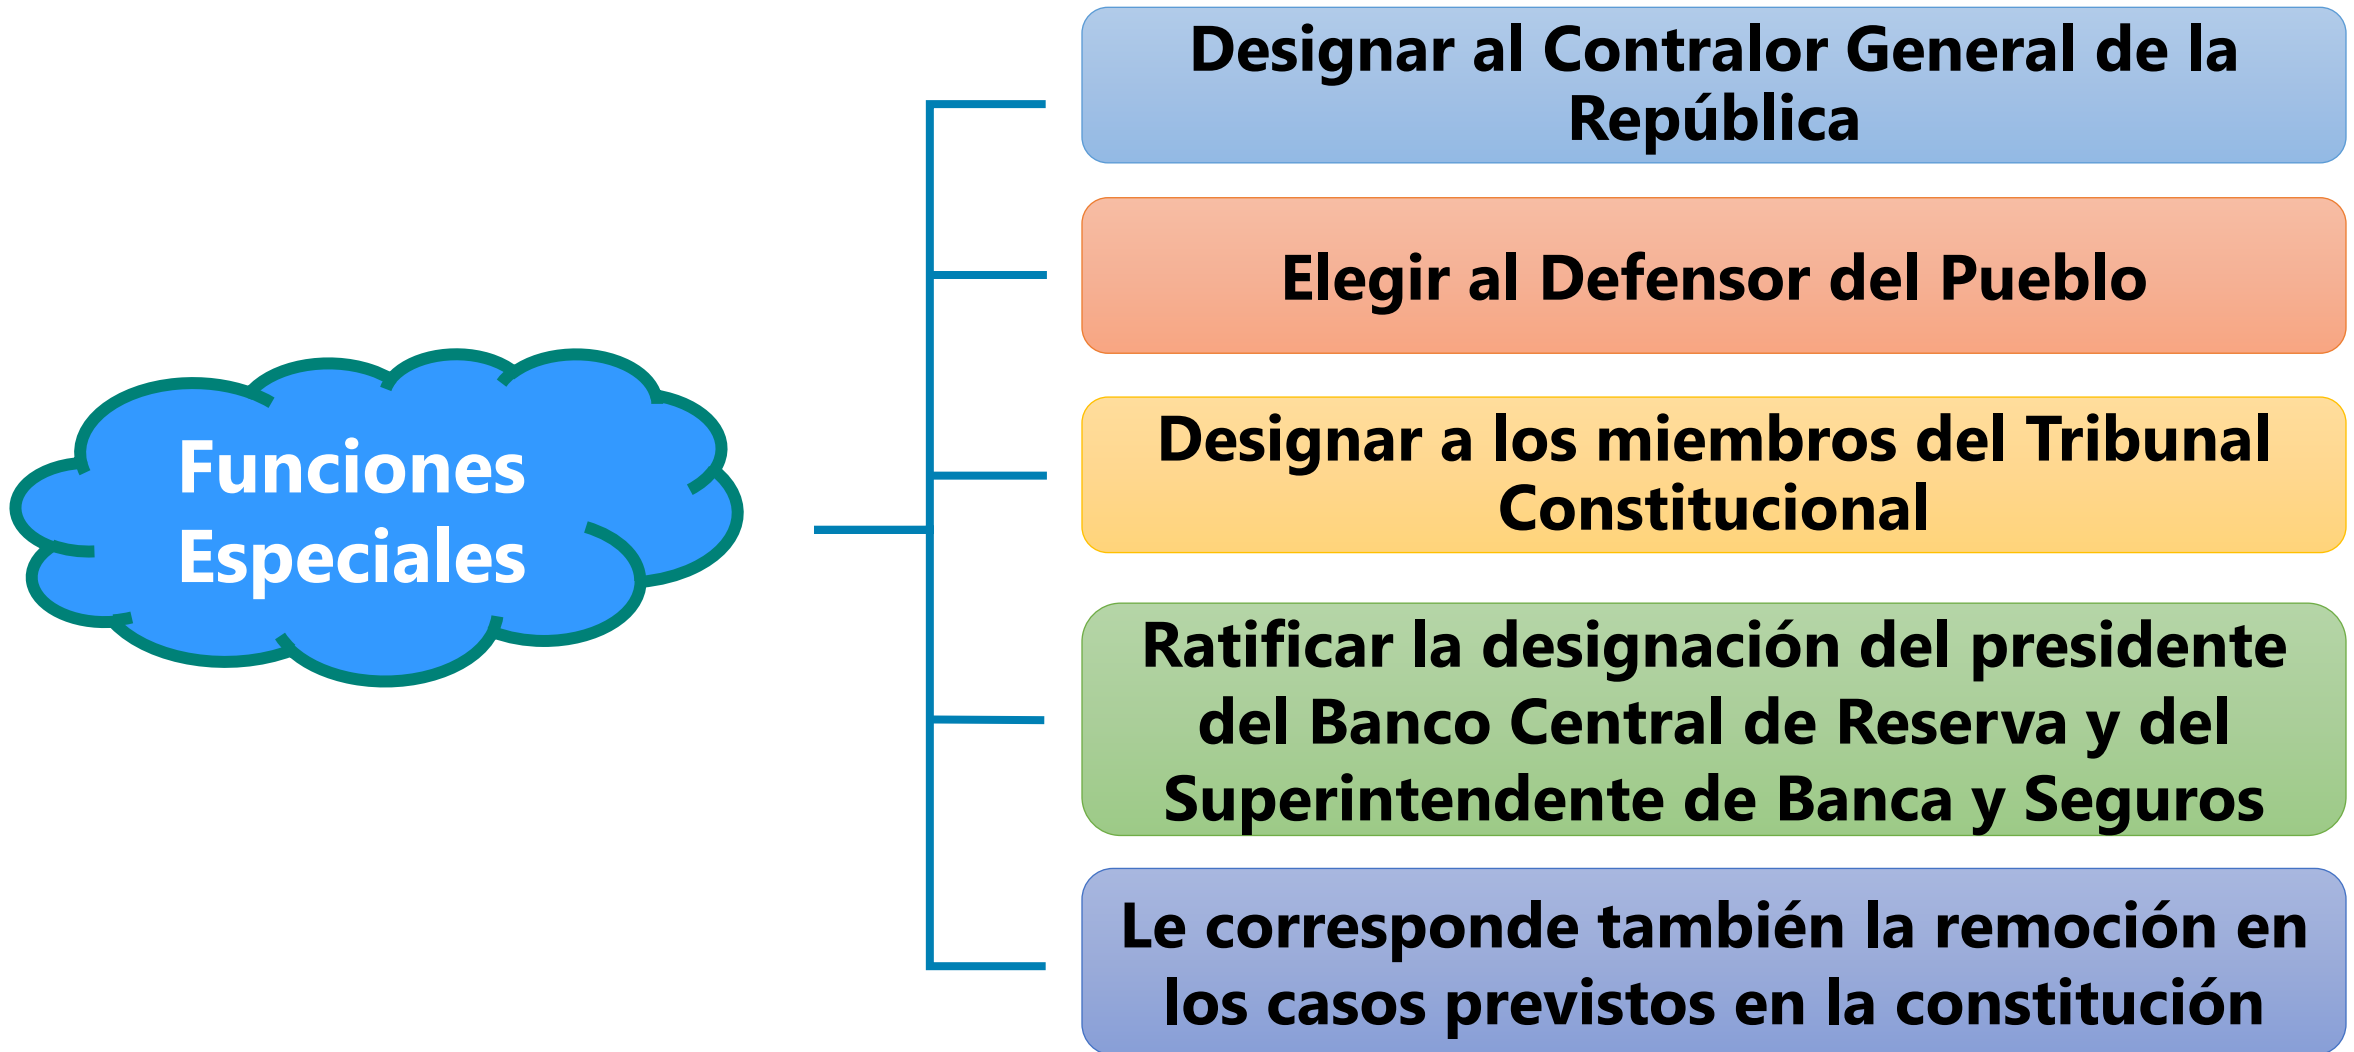 Funciones
Especiales
Designar al Contralor General de la
República
Elegir al Defensor del Pueblo
Designar a los miembros del Tribunal
Constitucional
Ratificar la designación del presidente
del Banco Central de Reserva y del
Superintendente de Banca y Seguros
Le corresponde también la remoción en
los casos previstos en la constitución